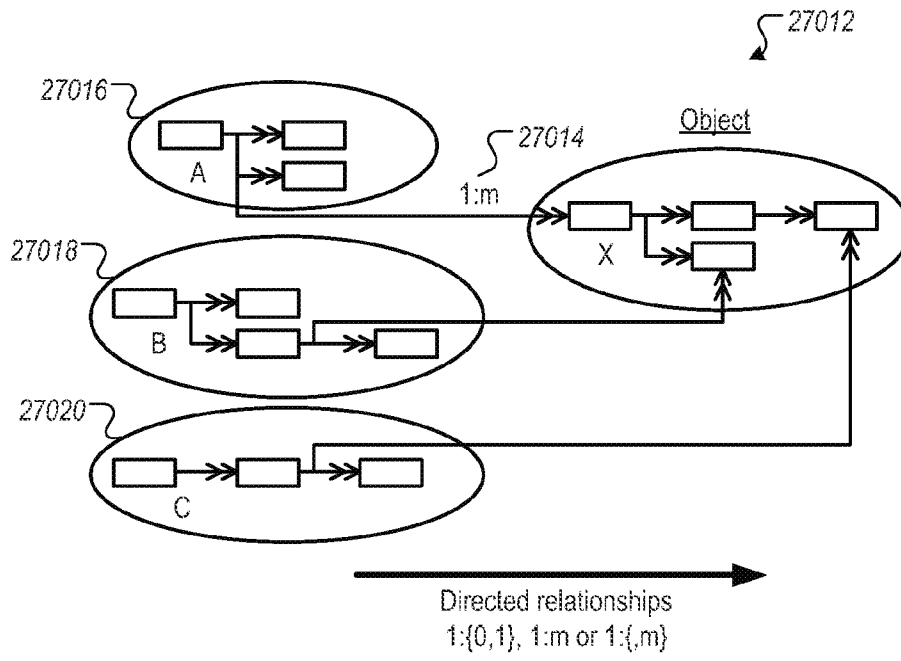 27012
27016
27014
Object
A
1:m
27018
X
B
27020
C
Directed relationships
1:{0,1}, 1:m or 1:{,m}